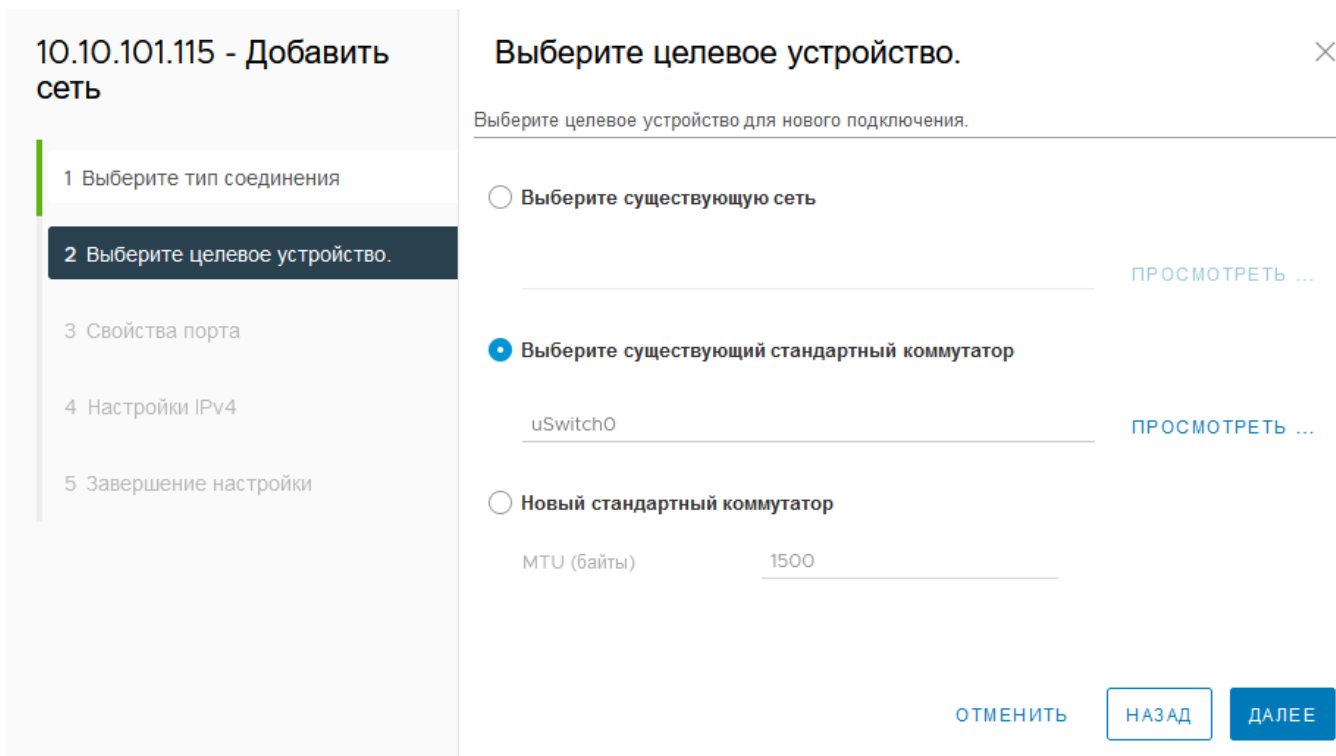 10.10.101.115 - Добавить
сеть
1 Выберите тип соединения
2 Выберите целевое устройство.
3 Свойства порта
4 Настройки IPv4
5 Завершение настройки
Выберите целевое устройство.
Выберите целевое устройство для нового подключения.
Выберите существующую сеть
ПРОСМОТРЕТЬ ...
Выберите существующий стандартный коммутатор
uSwitch0
ПРОСМОТРЕТЬ ...
Новый стандартный коммутатор
MTU (байты) 1500
ОТМЕНИТЬ НАЗАД ДАЛЕЕ